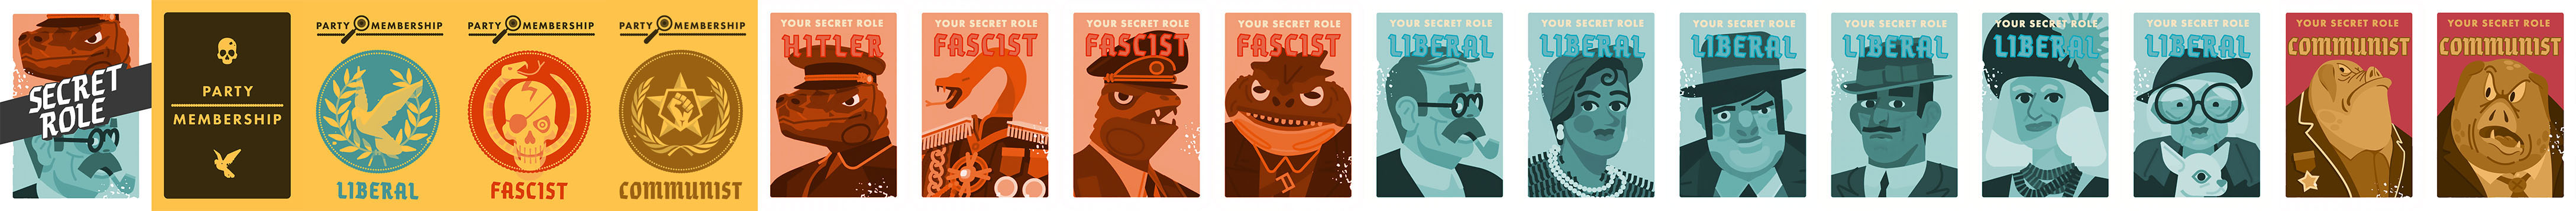 SECRET
ROLE
PARTY
MEMBERSHIP
PARTY MEMBERSHIP
LIBERAL
PARTY MEMBERSHIP
FASCIST
PARTY MEMBERSHIP
COMMUNIST
YOUR SECRET ROLE
HITLER
YOUR SECRET ROLE
FASCIST
YOUR SECRET ROLE
FASCIST
YOUR SECRET ROLE
FASCIST
YOUR SECRET ROLE
LIBERAL
YOUR SECRET ROLE
LIBERAL
YOUR SECRET ROLE
LIBERAL
YOUR SECRET ROLE
LIBERAL
YOUR SECRET ROLE
LIBERAL
YOUR SECRET ROLE
LIBERAL
YOUR SECRET ROLE
COMMUNIST
YOUR SECRET ROLE
COMMUNIST